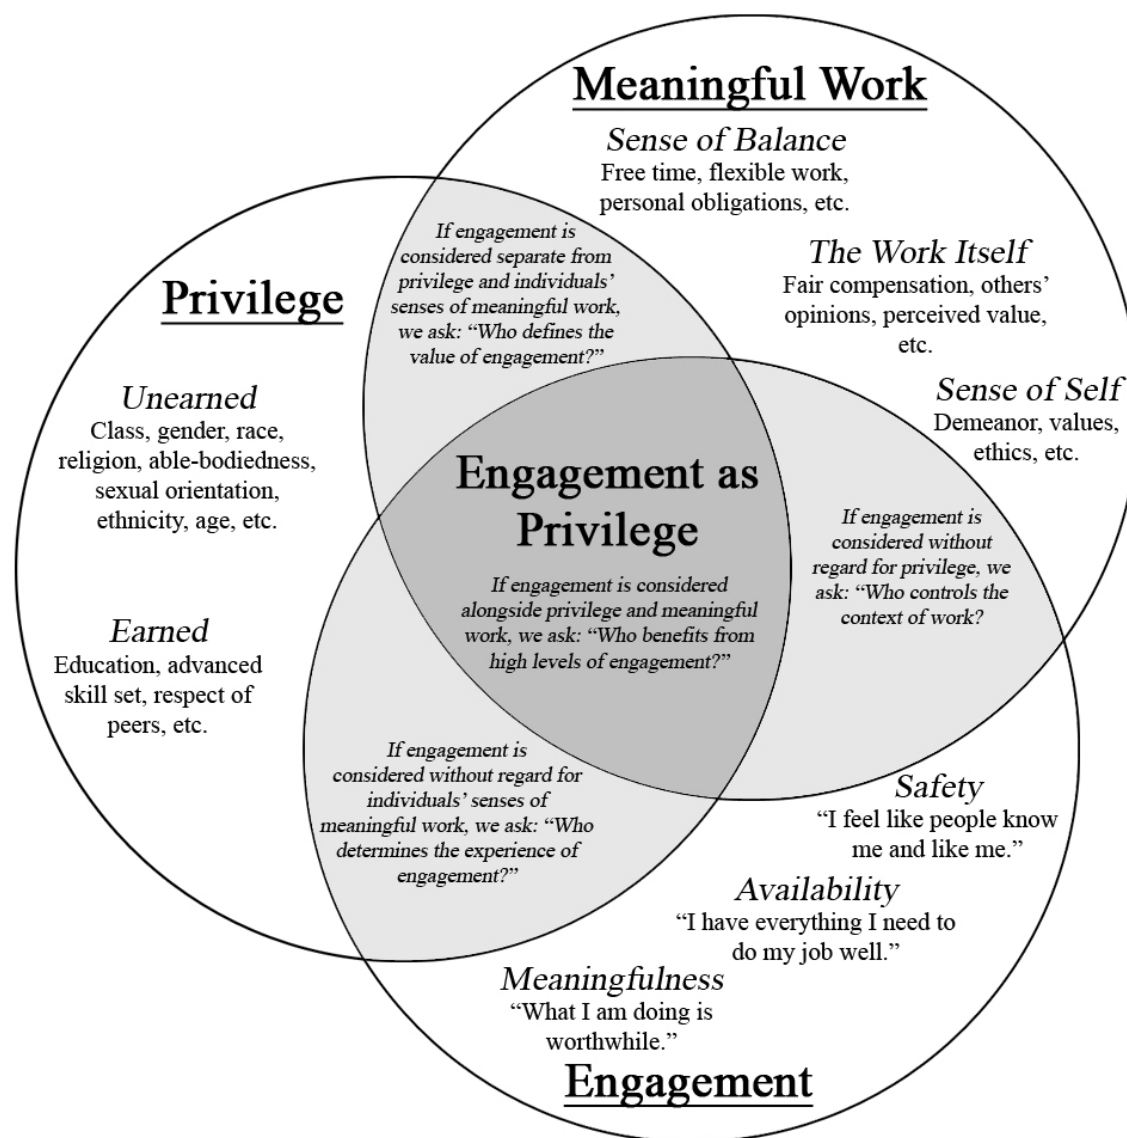 Meaningful Work
Sense of Balance
Free time, flexible work,
personal obligations, etc.
The Work Itself
Fair compensation, others’
opinions, perceived value,
etc.
Sense of Self
Demeanor, values,
ethics, etc.
If engagement is
considered separate from
privilege and individuals’
senses of meaningful work,
we ask: “Who defines the
value of engagement?”
Privilege
Unearned
Class, gender, race,
religion, able-bodiedness,
sexual orientation,
ethnicity, age, etc.
Earned
Education, advanced
skill set, respect of
peers, etc.
Engagement as
Privilege
If engagement is considered
alongside privilege and meaningful
work, we ask: “Who benefits from
high levels of engagement?”
If engagement is
considered without
regard for privilege, we
ask: “Who controls the
context of work?
If engagement is
considered without regard for
individuals’ senses of
meaningful work, we ask: “Who
determines the experience of
engagement?”
Safety
“I feel like people know
me and like me.”
Availability
“I have everything I need to
do my job well.”
Meaningfulness
“What I am doing is
worthwhile.”
Engagement